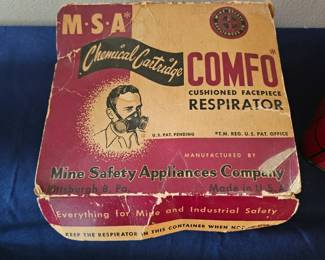 M·S·A*
Chemical Cartridge
COMFO*
CUSHIONED FACEPIECE
RESPIRATOR
U.S. PAT. PENDING
*T.M. REG. U.S. PAT. OFFICE
MANUFACTURED BY
Mine Safety Appliances Company
Pittsburgh 8, Pa.
Made in U.S.A
Everything for Mine and Industrial Safety
KEEP THE RESPIRATOR IN THIS CONTAINER WHEN NOT